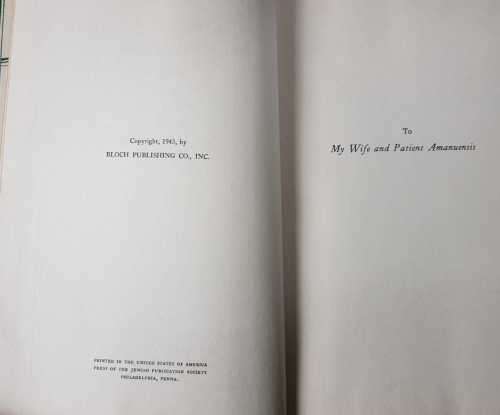 Copyright, 1943, by
BLOCH PUBLISHING CO., INC.
PRINTED IN THE UNITED STATES OF AMERICA
PRESS OF THE JEWISH PUBLICATION SOCIETY
PHILADELPHIA, PENNA.
To
My Wife and Patient Amanuensis